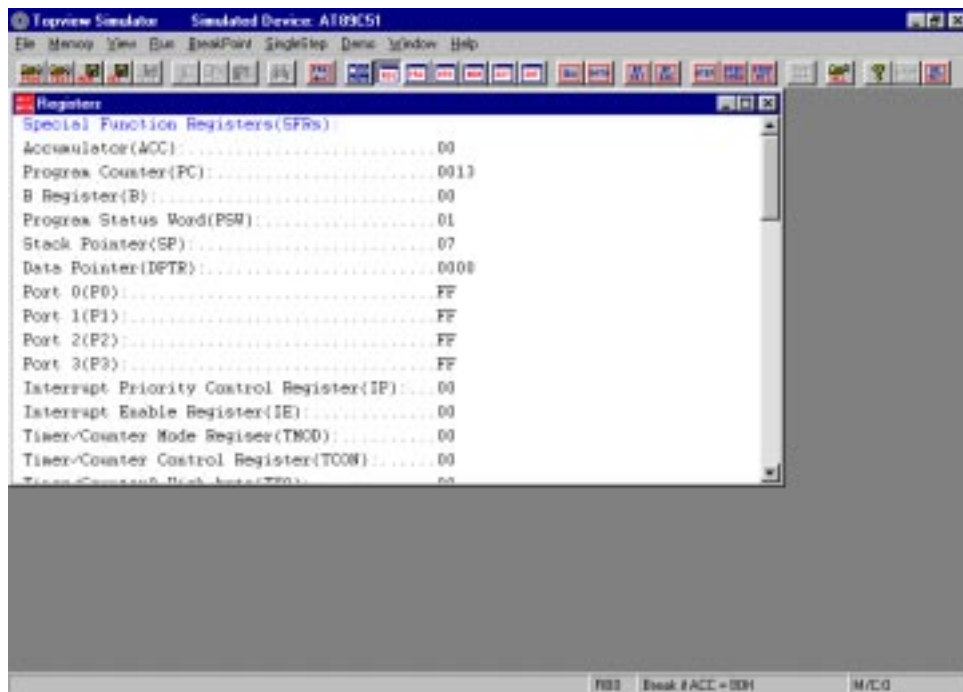 Topview Simulator Simulated Device: AT89C51
File Memory View Run BreakPoint SingleStep Demo Window Help
Registers
Special Function Registers(SFRs):
Accumulator(ACC):..........................00
Program Counter(PC):.......................0013
B Register(B):.............................00
Program Status Word(PSW):..................01
Stack Pointer(SP):.........................07
Data Pointer(DPTR):........................0000
Port 0(P0):................................FF
Port 1(P1):................................FF
Port 2(P2):................................FF
Port 3(P3):................................FF
Interrupt Priority Control Register(IP):...00
Interrupt Enable Register(IE):.............00
Timer/Counter Mode Regiser(TMOD):..........00
Timer/Counter Control Register(TCON):......00
Break if ACC = 80H M/C:0